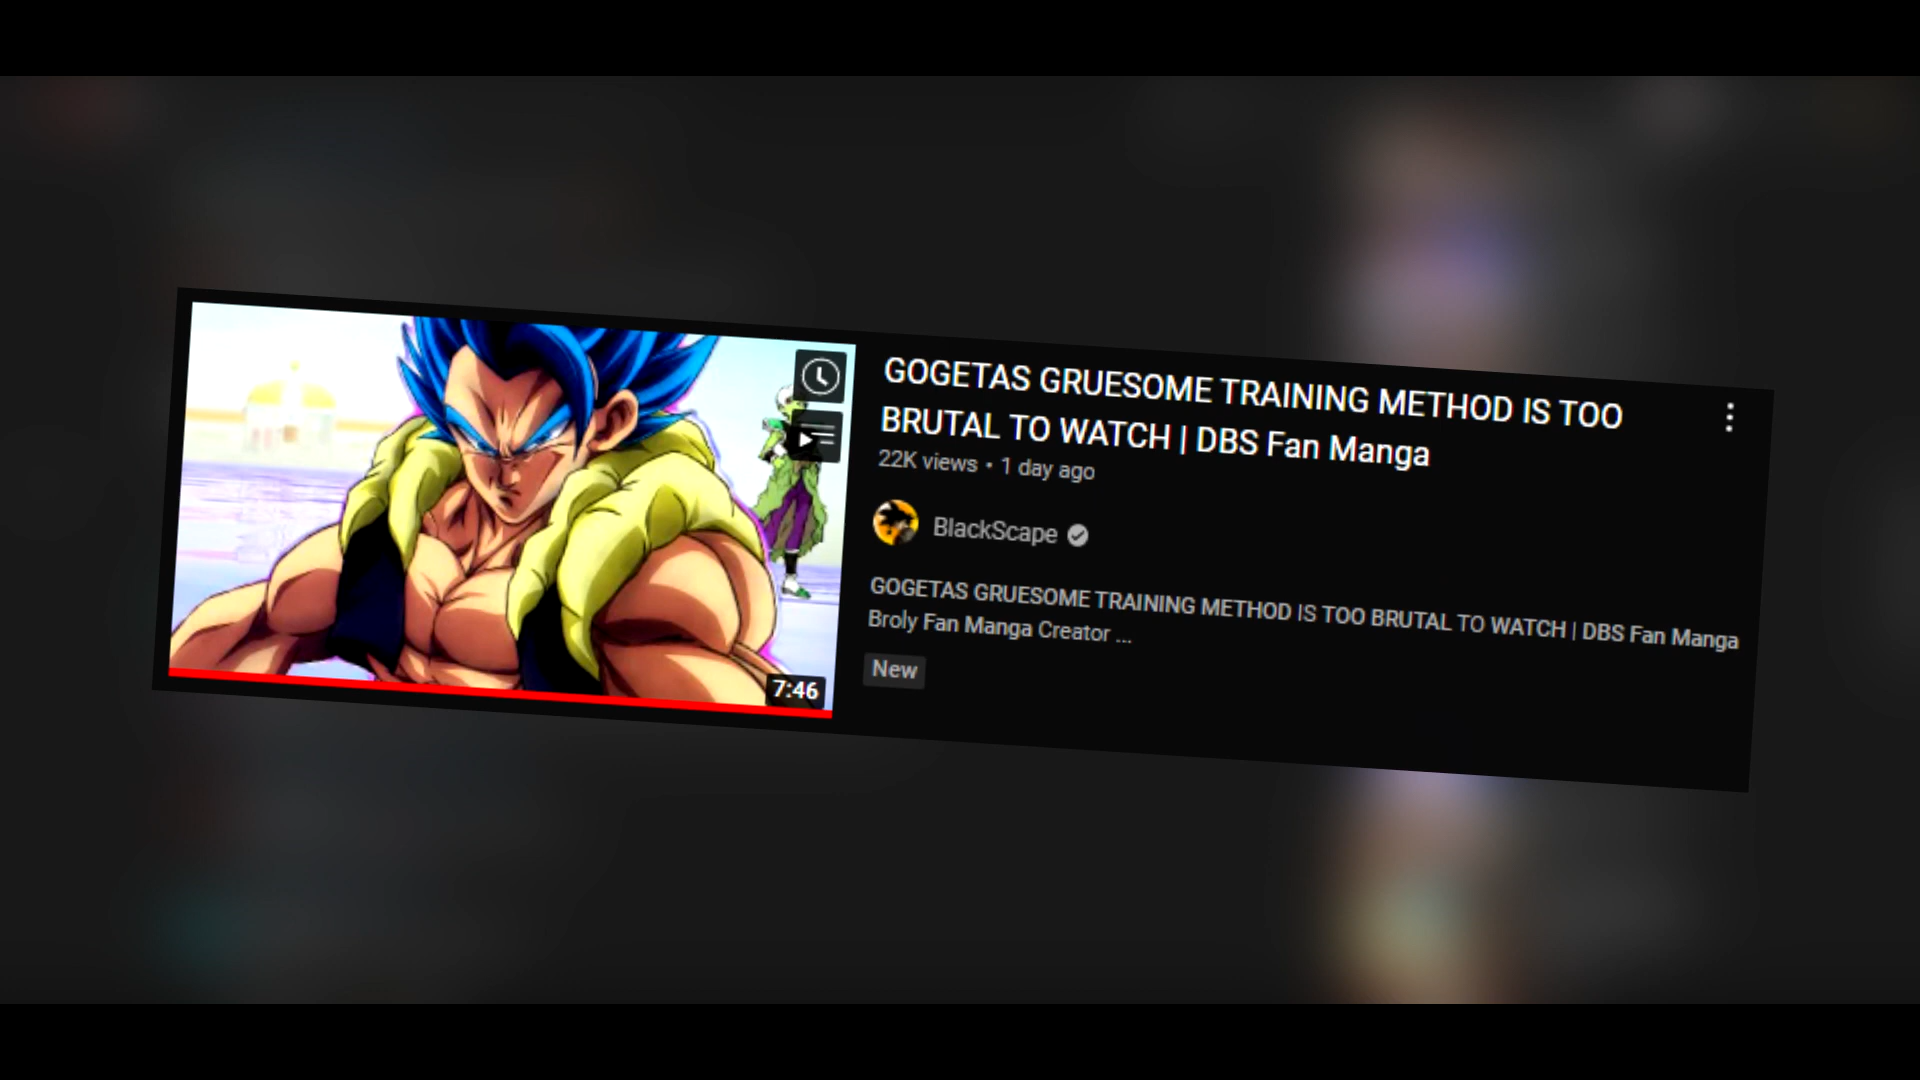 GOGETAS GRUESOME TRAINING METHOD IS TOO
BRUTAL TO WATCH | DBS Fan Manga
22K views • 1 day ago
BlackScape
GOGETAS GRUESOME TRAINING METHOD IS TOO BRUTAL TO WATCH | DBS Fan Manga
Broly Fan Manga Creator ...
New
7:46